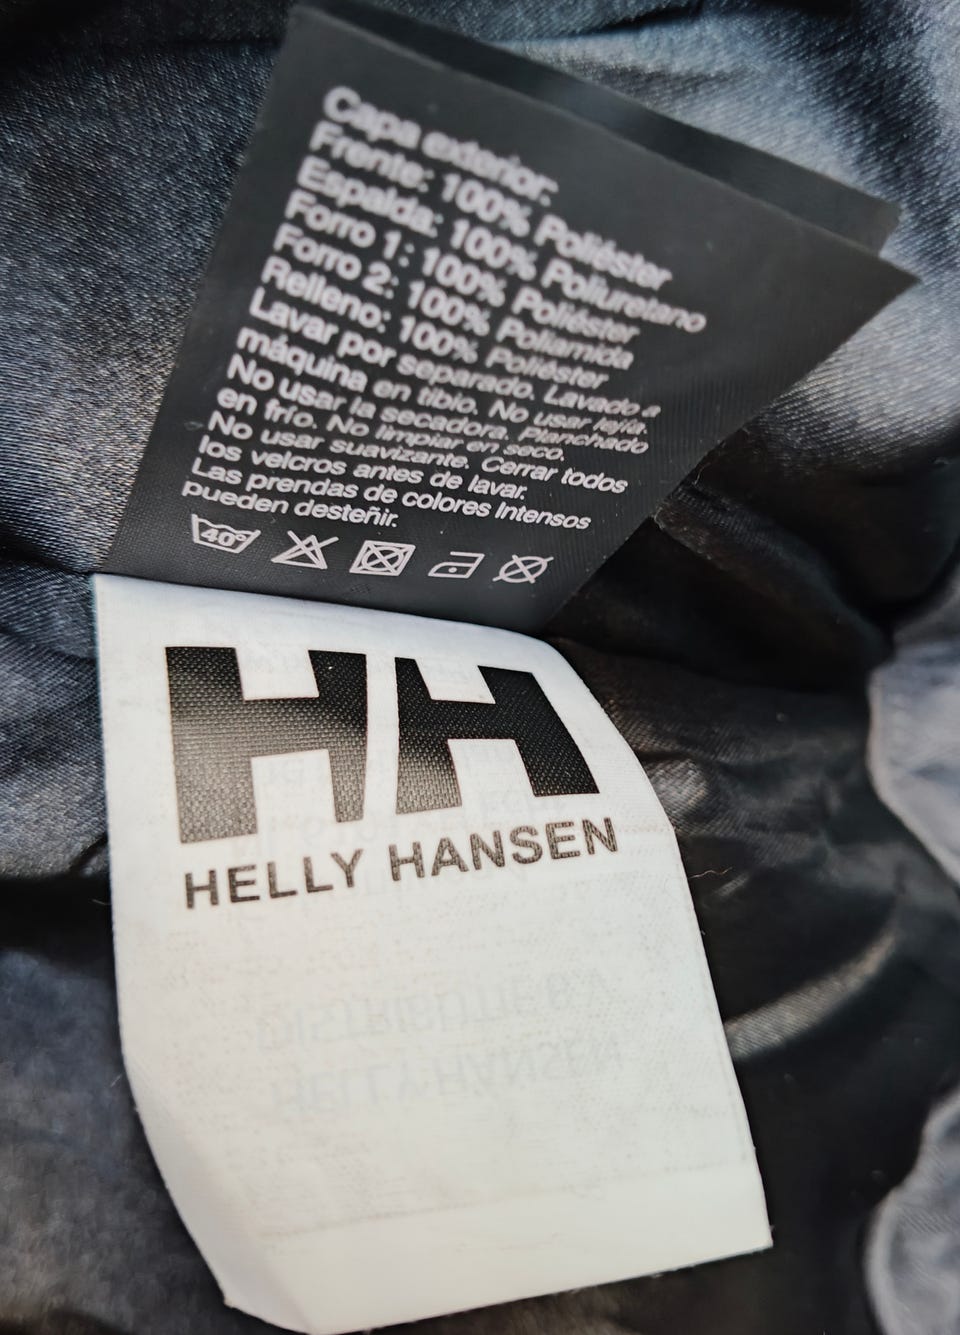 Capa exterior:
Frente: 100% Poliéster
Espalda: 100% Poliuretano
Forro 1: 100% Poliéster
Forro 2: 100% Poliamida
Relleno: 100% Poliéster
Lavar por separado. Lavado a
máquina en tibio. No usar lejía.
No usar la secadora. Planchado
en frío. No limpiar en seco.
No usar suavizante. Cerrar todos
los velcros antes de lavar.
Las prendas de colores Intensos
pueden desteñir.
40°
HH
HELLY HANSEN
DISTRIBUTIE B.V.
HELLY HANSEN